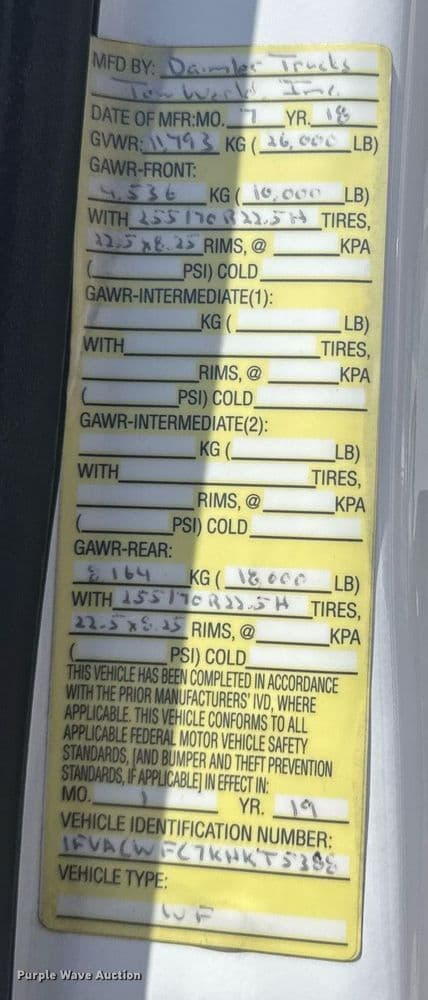 MFD BY: Daimler Trucks
Tow World, Inc.
DATE OF MFR:MO. 7 YR. 18
GVWR: 11,793 KG ( 26,000 LB)
GAWR-FRONT:
4,536 KG ( 10,000 LB)
WITH 255/70R22.5H TIRES,
22.5x8.25 RIMS, @ KPA
( PSI) COLD
GAWR-INTERMEDIATE(1):
KG ( LB)
WITH TIRES,
RIMS, @ KPA
( PSI) COLD
GAWR-INTERMEDIATE(2):
KG ( LB)
WITH TIRES,
RIMS, @ KPA
( PSI) COLD
GAWR-REAR:
8,164 KG ( 18,000 LB)
WITH 255/70R22.5H TIRES,
22.5x8.25 RIMS, @ KPA
( PSI) COLD
THIS VEHICLE HAS BEEN COMPLETED IN ACCORDANCE
WITH THE PRIOR MANUFACTURERS' IVD, WHERE
APPLICABLE. THIS VEHICLE CONFORMS TO ALL
APPLICABLE FEDERAL MOTOR VEHICLE SAFETY
STANDARDS, [AND BUMPER AND THEFT PREVENTION
STANDARDS, IF APPLICABLE] IN EFFECT IN:
MO. 1 YR. 19
VEHICLE IDENTIFICATION NUMBER:
1FVACWFC7KHKT5388
VEHICLE TYPE:
WF
Purple Wave Auction